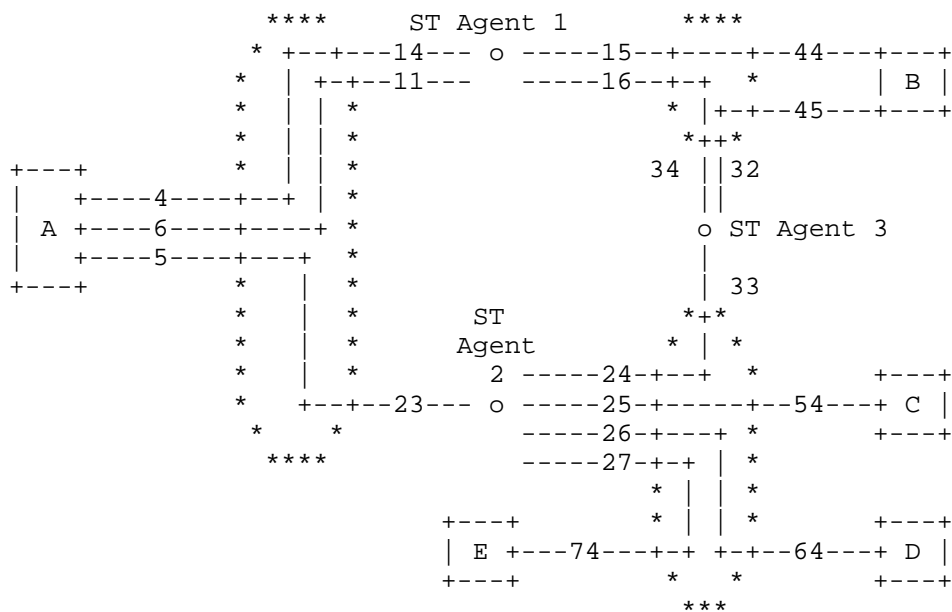 ****                           ****
ST Agent 1
* +--+---14--- o -----15--+----+--44---+---+
* | +-+--11--- -----16--+-+ * | B |
* | | * * |+-+--45---+---+
* | | * *++*
+---+ * | | * 34 ||32
| +----4----+--+ | * ||
| A +----6----+----+ * o ST Agent 3
| +----5----+---+ * |
+---+ * | * | 33
* | * ST *+*
* | * Agent * | *
* | * 2 -----24-+--+ * +---+
* +--+--23--- o -----25-+-----+--54---+ C |
* * -----26-+---+ * +---+
**** -----27-+-+ | *
* | | *
+---+ * | | * +---+
| E +---74---+-+ +-+--64---+ D |
+---+ * * +---+
***